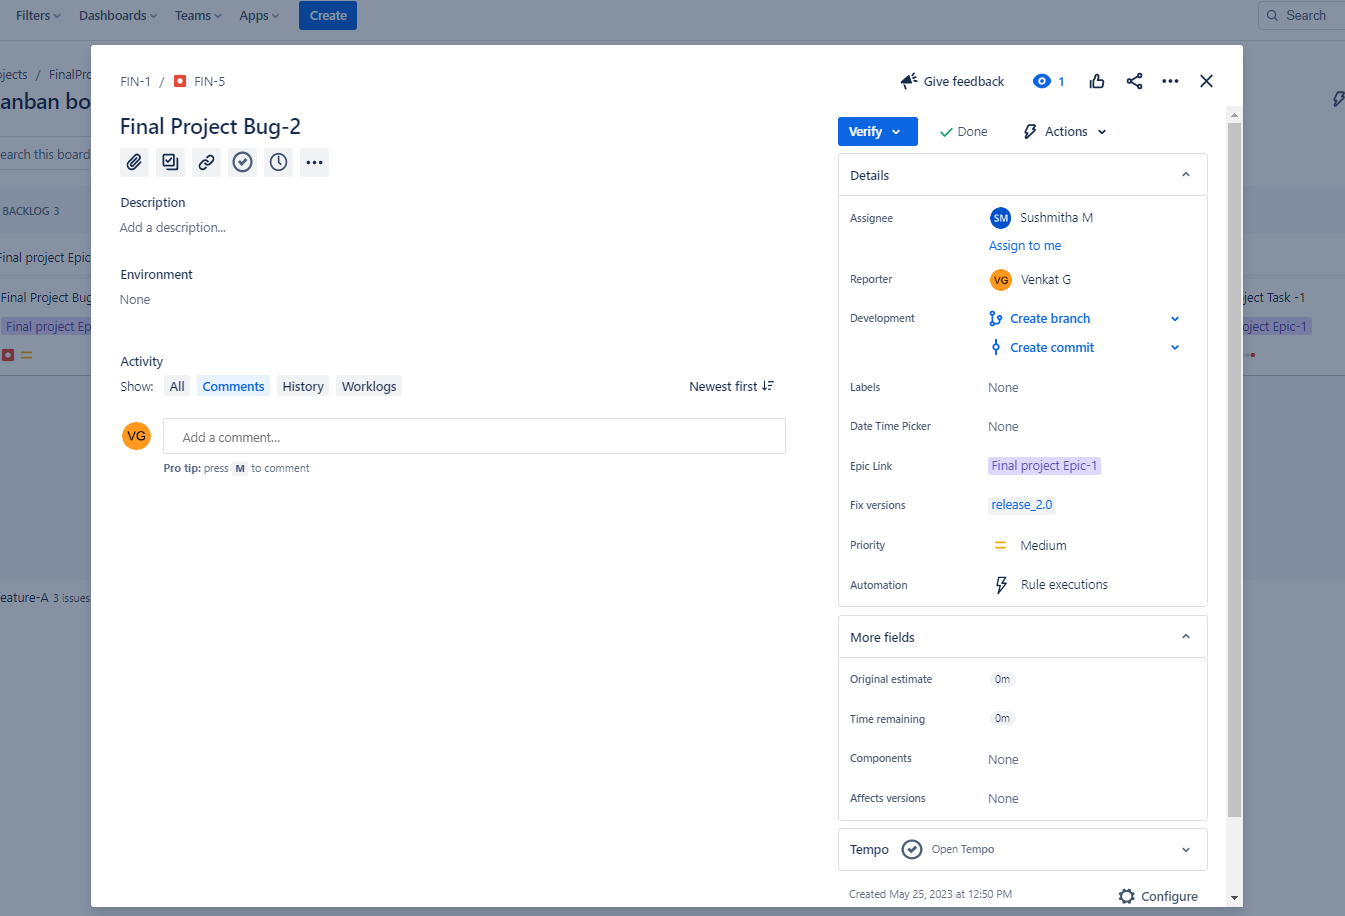 Filters Dashboards Teams Apps Create Search
ojects / FinalPro
anban bo
earch this board
BACKLOG 3
Final project Epic
Final Project Bug
Final project Ep
eature-A 3 issues
ject Task -1
oject Epic-1
FIN-1 / FIN-5
Give feedback 1
Final Project Bug-2
Description
Add a description...
Environment
None
Activity
Show: All Comments History Worklogs Newest first
VG Add a comment...
Pro tip: press M to comment
Verify Done Actions
Details
Assignee SM Sushmitha M
Assign to me
Reporter VG Venkat G
Development Create branch
Create commit
Labels None
Date Time Picker None
Epic Link Final project Epic-1
Fix versions release_2.0
Priority Medium
Automation Rule executions
More fields
Original estimate 0m
Time remaining 0m
Components None
Affects versions None
Tempo Open Tempo
Created May 25, 2023 at 12:50 PM Configure